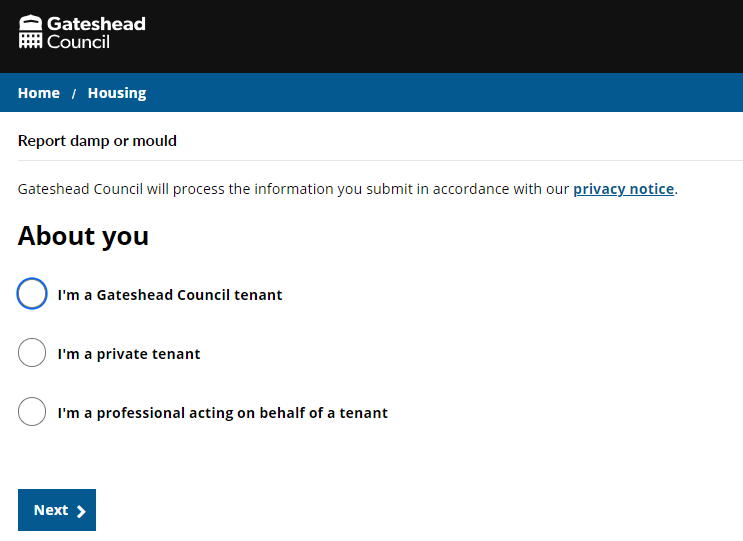 Gateshead
Council
Home / Housing
Report damp or mould
Gateshead Council will process the information you submit in accordance with our privacy notice.
About you
I'm a Gateshead Council tenant
I'm a private tenant
I'm a professional acting on behalf of a tenant
Next